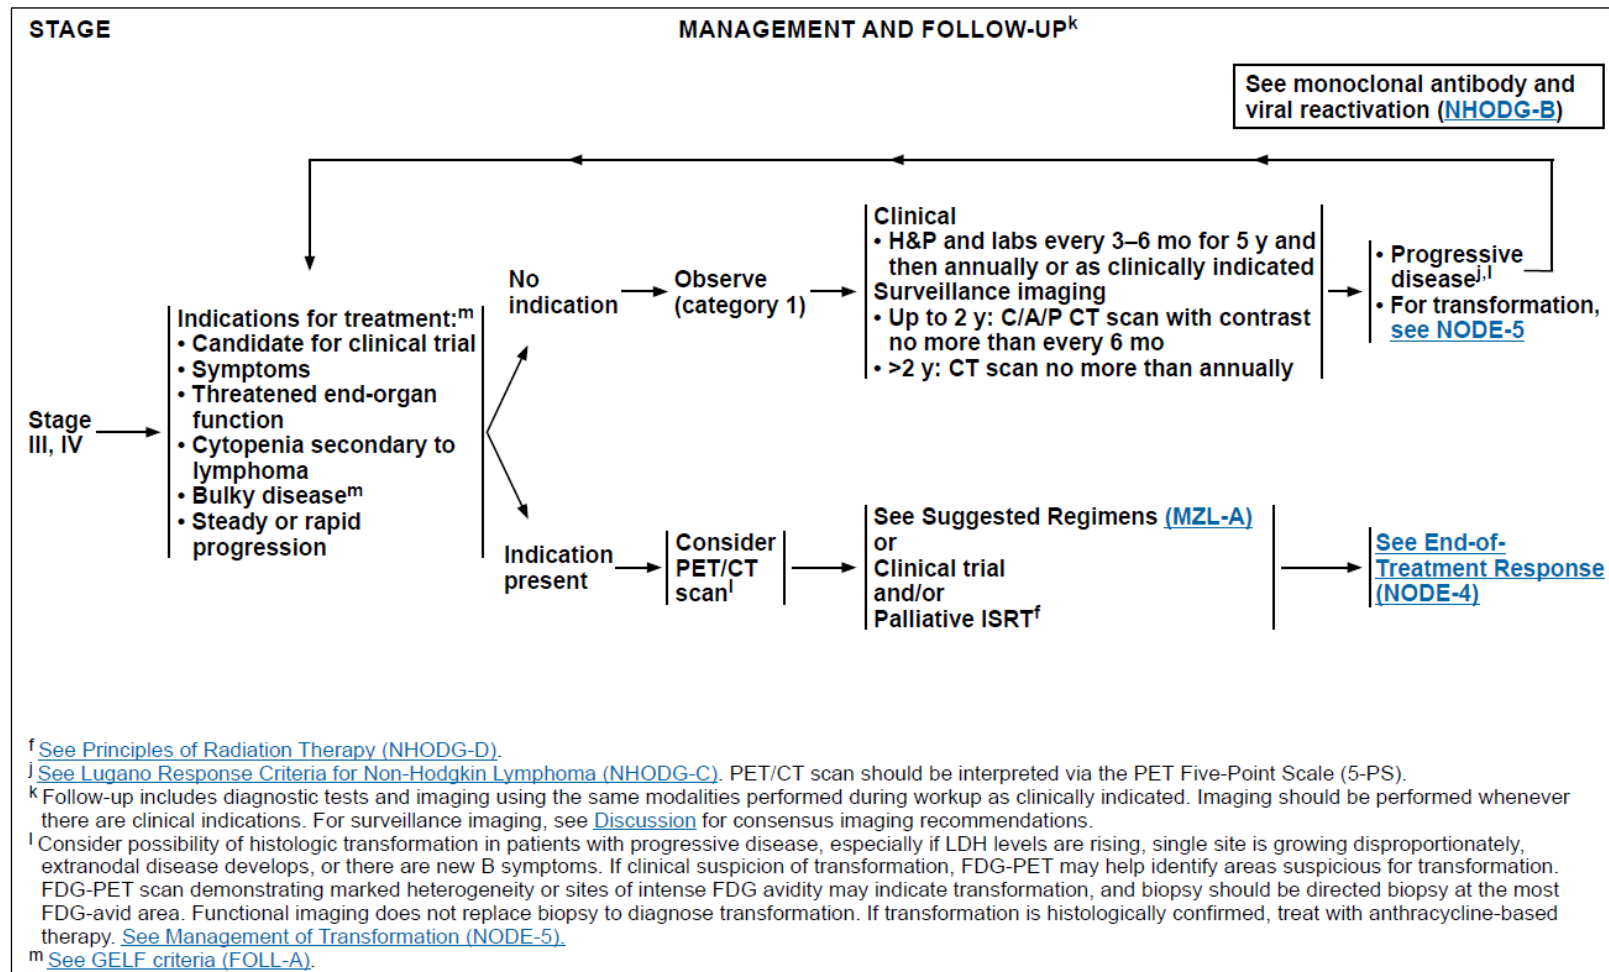 STAGE
MANAGEMENT AND FOLLOW-UPk
See monoclonal antibody and
viral reactivation (NHODG-B)
Stage
III, IV
Indications for treatment:m
• Candidate for clinical trial
• Symptoms
• Threatened end-organ
function
• Cytopenia secondary to
lymphoma
• Bulky diseasem
• Steady or rapid
progression
No
indication
Observe
(category 1)
Clinical
• H&P and labs every 3–6 mo for 5 y and
then annually or as clinically indicated
Surveillance imaging
• Up to 2 y: C/A/P CT scan with contrast
no more than every 6 mo
• >2 y: CT scan no more than annually
• Progressive
diseasej,l
• For transformation,
see NODE-5
Indication
present
Consider
PET/CT
scanl
See Suggested Regimens (MZL-A)
or
Clinical trial
and/or
Palliative ISRTf
See End-of-
Treatment Response
(NODE-4)
f See Principles of Radiation Therapy (NHODG-D).
j See Lugano Response Criteria for Non-Hodgkin Lymphoma (NHODG-C). PET/CT scan should be interpreted via the PET Five-Point Scale (5-PS).
k Follow-up includes diagnostic tests and imaging using the same modalities performed during workup as clinically indicated. Imaging should be performed whenever
there are clinical indications. For surveillance imaging, see Discussion for consensus imaging recommendations.
l Consider possibility of histologic transformation in patients with progressive disease, especially if LDH levels are rising, single site is growing disproportionately,
extranodal disease develops, or there are new B symptoms. If clinical suspicion of transformation, FDG-PET may help identify areas suspicious for transformation.
FDG-PET scan demonstrating marked heterogeneity or sites of intense FDG avidity may indicate transformation, and biopsy should be directed biopsy at the most
FDG-avid area. Functional imaging does not replace biopsy to diagnose transformation. If transformation is histologically confirmed, treat with anthracycline-based
therapy. See Management of Transformation (NODE-5).
m See GELF criteria (FOLL-A).